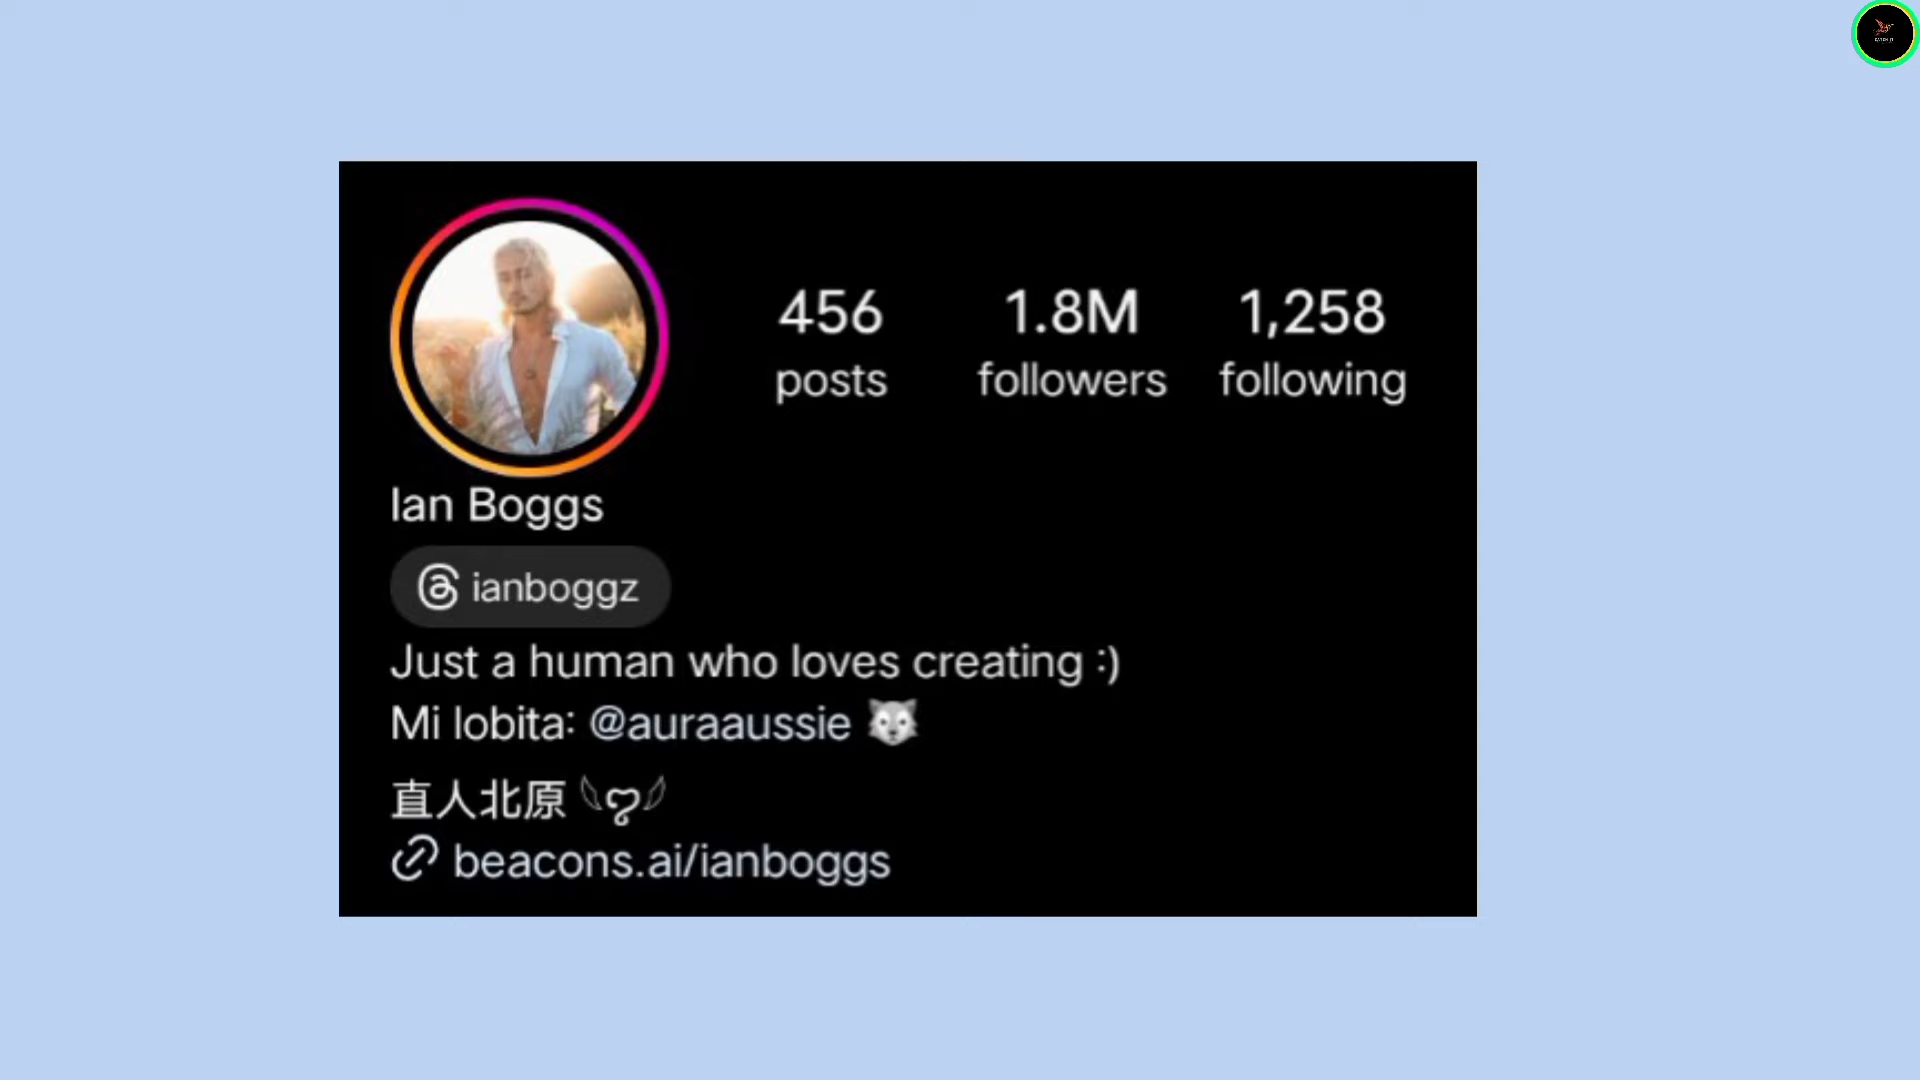 456 1.8M 1,258
posts followers following
Ian Boggs
ianboggz
Just a human who loves creating :)
Mi lobita: @auraaussie 🐺
直人北原
beacons.ai/ianboggs